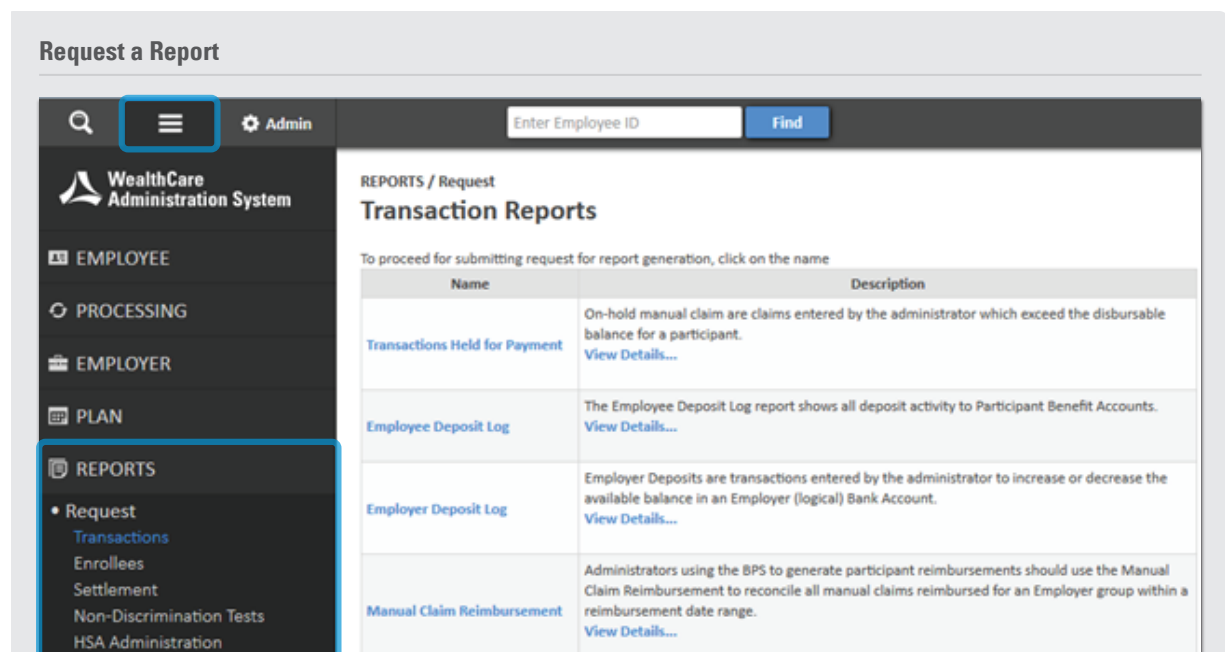 Request a Report
Admin
Enter Employee ID
Find
WealthCare
Administration System
EMPLOYEE
PROCESSING
EMPLOYER
PLAN
REPORTS
• Request
Transactions
Enrollees
Settlement
Non-Discrimination Tests
HSA Administration
REPORTS / Request
Transaction Reports
To proceed for submitting request for report generation, click on the name
Name
Description
Transactions Held for Payment
On-hold manual claim are claims entered by the administrator which exceed the disbursable
balance for a participant.
View Details...
Employee Deposit Log
The Employee Deposit Log report shows all deposit activity to Participant Benefit Accounts.
View Details...
Employer Deposit Log
Employer Deposits are transactions entered by the administrator to increase or decrease the
available balance in an Employer (logical) Bank Account.
View Details...
Manual Claim Reimbursement
Administrators using the BPS to generate participant reimbursements should use the Manual
Claim Reimbursement to reconcile all manual claims reimbursed for an Employer group within a
reimbursement date range.
View Details...